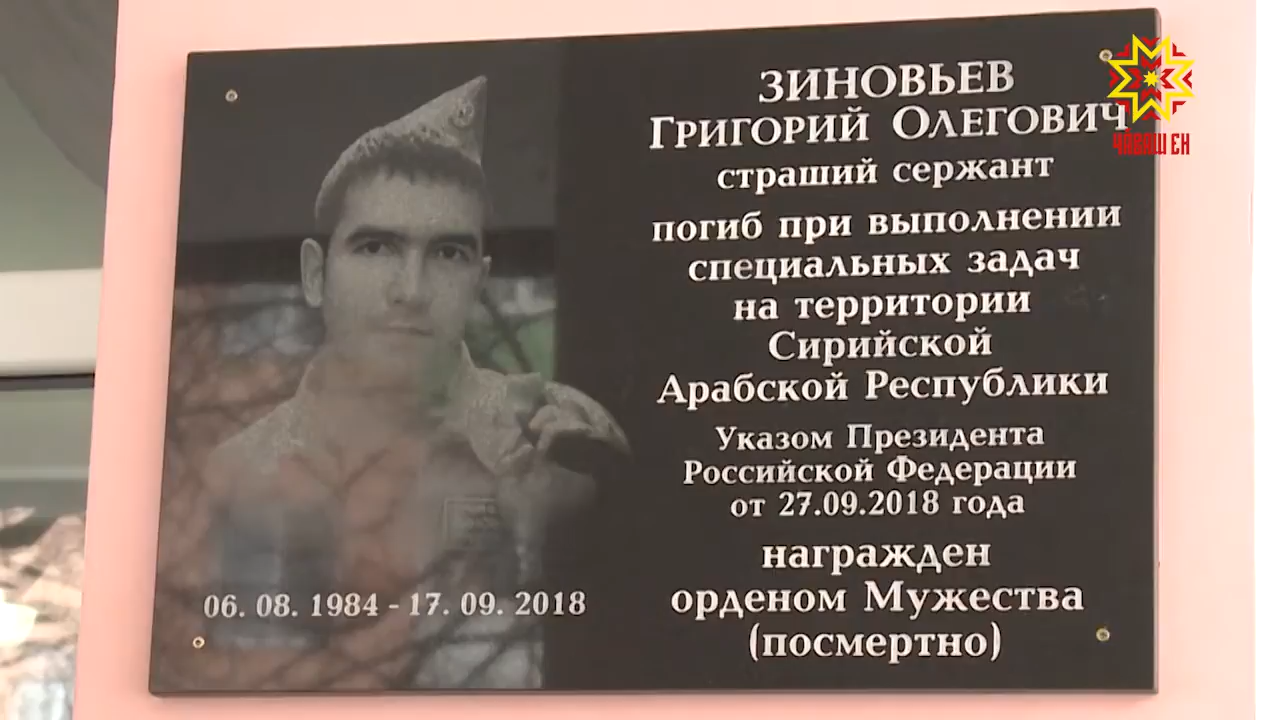 ЗИНОВЬЕВ
ГРИГОРИЙ ОЛЕГОВИЧ
страший сержант
погиб при выполнении
специальных задач
на территории
Сирийской
Арабской Республики
Указом Президента
Российской Федерации
от 27.09.2018 года
награжден
орденом Мужества
(посмертно)
06. 08. 1984 - 17. 09. 2018
ЧӐВАШ ЕН